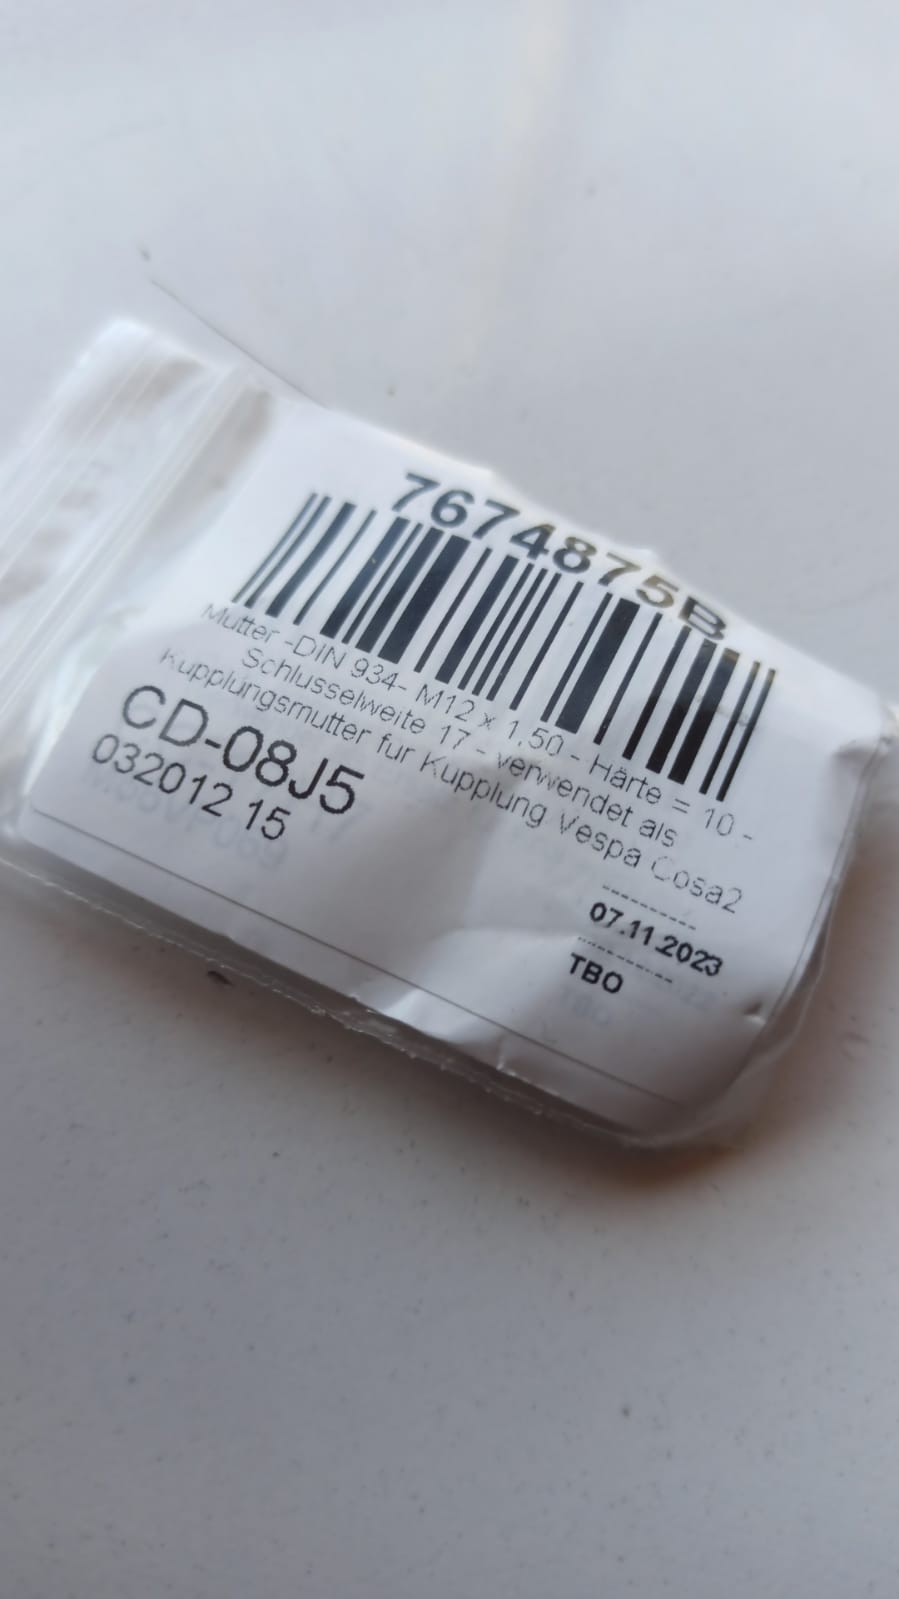 7674875B
Mutter -DIN 934- M12 x 1,50 - Härte = 10 -
Schlusselweite 17 - verwendet als
Kupplungsmutter fur Kupplung Vespa Cosa2
CD-08J5
032012 15
----------
07.11.2023
----------
TBO